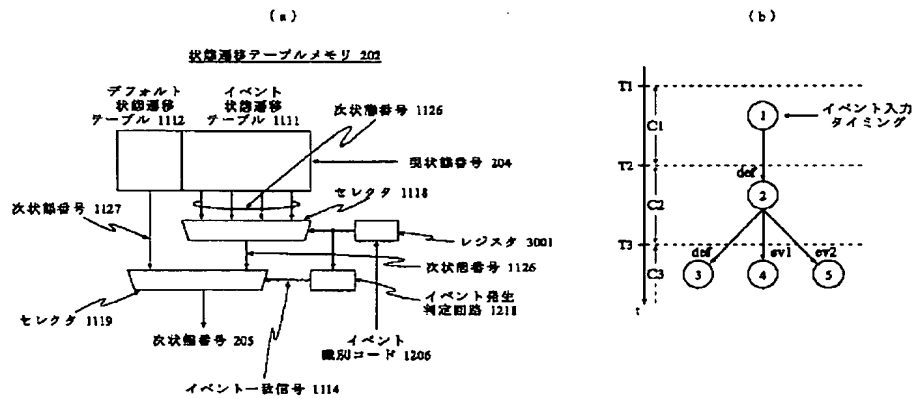 (a)
状態遷移テーブルメモリ 202
デフォルト
状態遷移
テーブル 1112
イベント
状態遷移
テーブル 1111
次状態番号 1126
現状態番号 204
セレクタ 1118
次状態番号 1127
レジスタ 3001
次状態番号 1126
イベント発生
判定回路 1211
セレクタ 1119
次状態番号 205
イベント
識別コード 1206
イベント一致信号 1114
(b)
T1
C1
1
イベント入力
タイミング
T2
def
C2
2
T3
def
ev1
ev2
C3
3
4
5
t